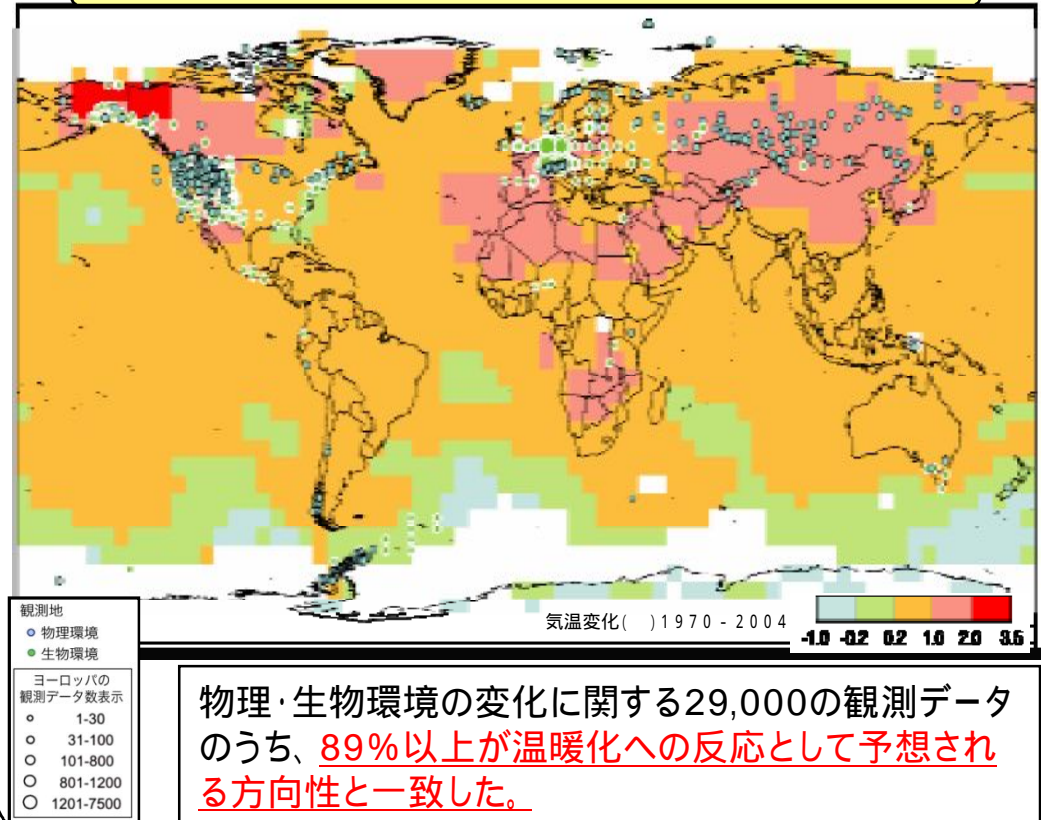 気温変化( )1970-2004
-1.0 -0.2 0.2 1.0 2.0 3.5
観測地
物理環境
生物環境
ヨーロッパの
観測データ数表示
1-30
31-100
101-800
801-1200
1201-7500
物理・生物環境の変化に関する29,000の観測データ
のうち、89%以上が温暖化への反応として予想され
る方向性と一致した。